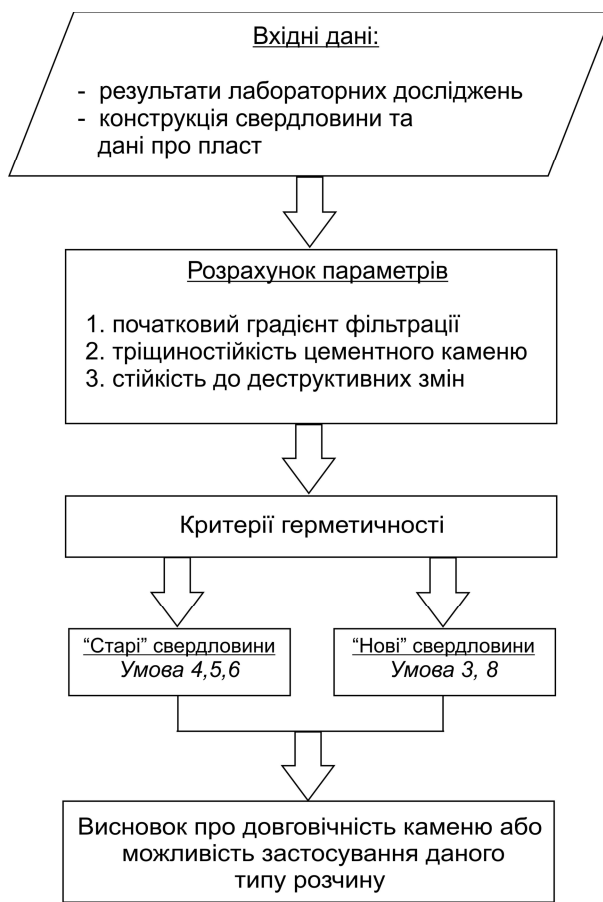 Вхідні дані:
- результати лабораторних досліджень
- конструкція свердловини та
дані про пласт
Розрахунок параметрів
1. початковий градієнт фільтрації
2. тріщиностійкість цементного каменю
3. стійкість до деструктивних змін
Критерії герметичності
“Старі” свердловини
Умова 4,5,6
“Нові” свердловини
Умова 3, 8
Висновок про довговічність каменю або
можливість застосування даного
типу розчину